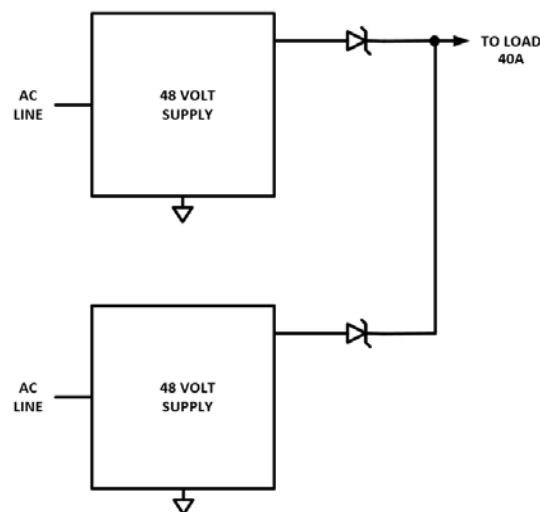 TO LOAD
40A
AC
LINE
48 VOLT
SUPPLY
AC
LINE
48 VOLT
SUPPLY